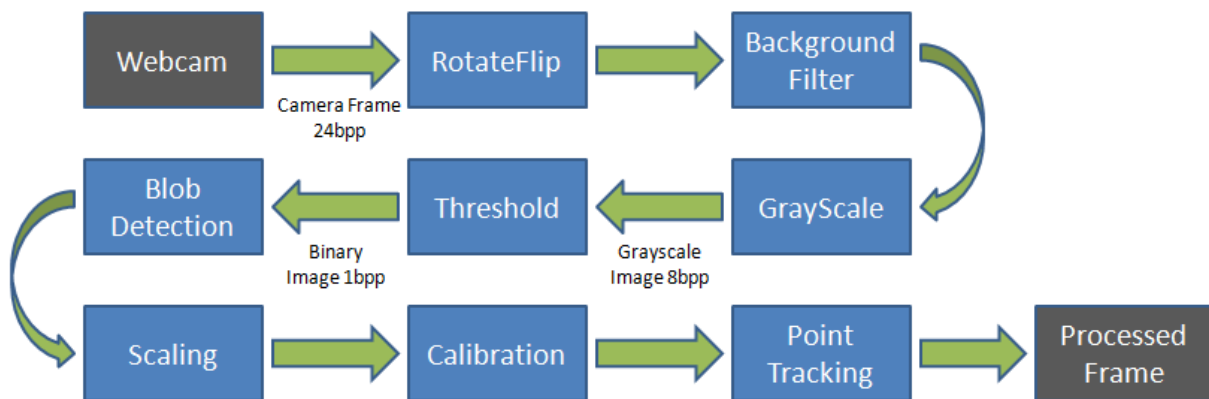 Webcam
Camera Frame
24bpp
RotateFlip
Background
Filter
GrayScale
Grayscale
Image 8bpp
Threshold
Binary
Image 1bpp
Blob
Detection
Scaling
Calibration
Point
Tracking
Processed
Frame